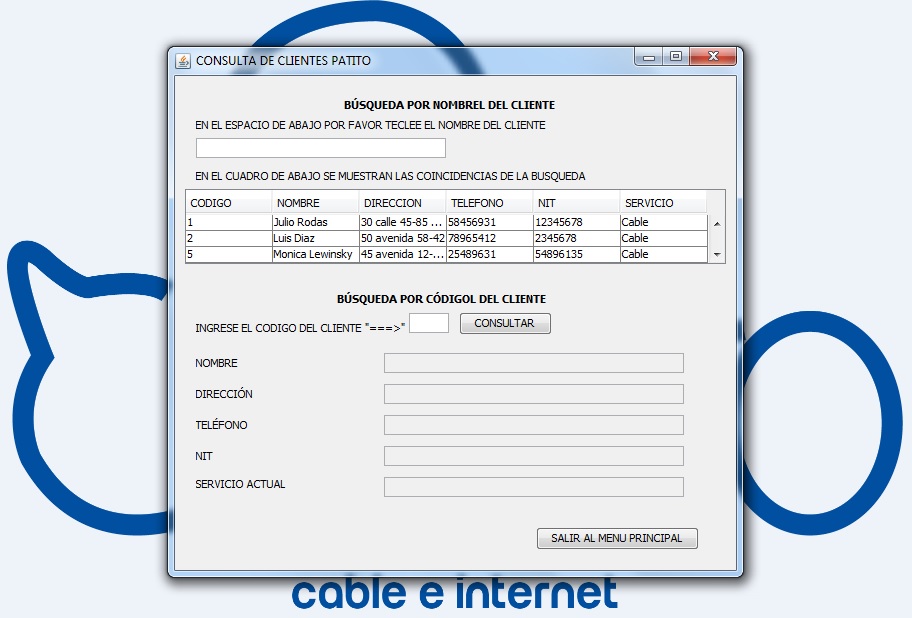 CONSULTA DE CLIENTES PATITO
BÚSQUEDA POR NOMBREL DEL CLIENTE
EN EL ESPACIO DE ABAJO POR FAVOR TECLEE EL NOMBRE DEL CLIENTE
EN EL CUADRO DE ABAJO SE MUESTRAN LAS COINCIDENCIAS DE LA BUSQUEDA
CODIGO NOMBRE DIRECCION TELEFONO NIT SERVICIO
1 Julio Rodas 30 calle 45-85 ... 58456931 12345678 Cable
2 Luis Diaz 50 avenida 58-42 78965412 2345678 Cable
5 Monica Lewinsky 45 avenida 12-... 25489631 54896135 Cable
BÚSQUEDA POR CÓDIGOL DEL CLIENTE
INGRESE EL CODIGO DEL CLIENTE "===>" CONSULTAR
NOMBRE
DIRECCIÓN
TELÉFONO
NIT
SERVICIO ACTUAL
SALIR AL MENU PRINCIPAL
cable e internet